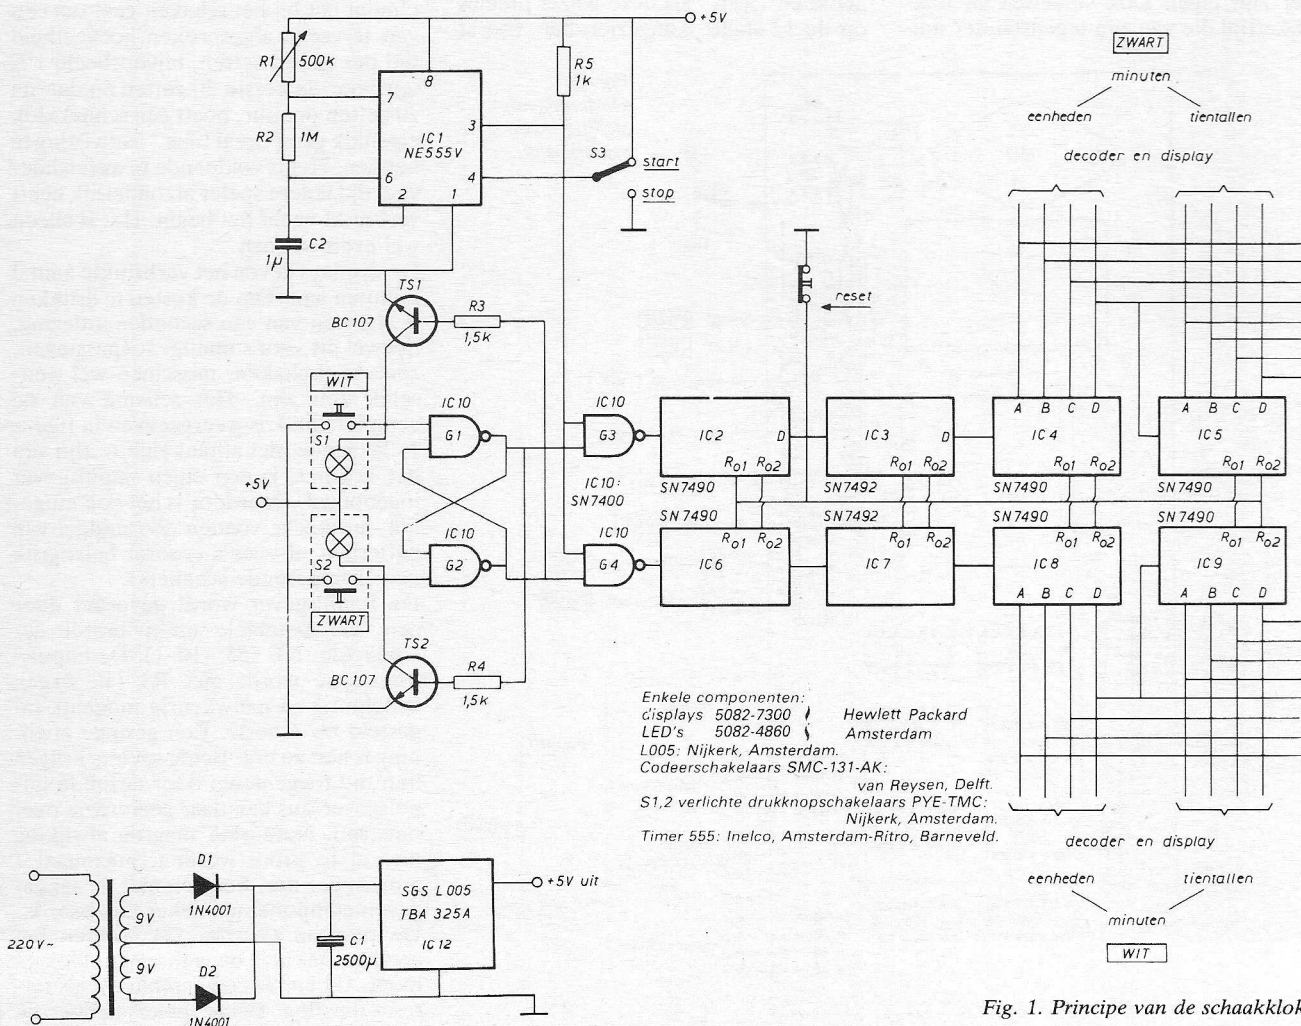 +5V
R1
500k
R2
1M
7
8
6
2
1
3
4
IC1
NE555V
R5
1k
S3
start
stop
C2
1μ
TS1
BC107
R3
1,5k
reset
WIT
S1
+5V
S2
ZWART
IC10
G1
IC10
G2
IC10
G3
IC10:
SN7400
IC10
G4
IC2
D
Ro1 Ro2
SN7490
IC3
D
Ro1 Ro2
SN7492
A B C D
IC4
Ro1 Ro2
SN7490
A B C D
IC5
Ro1 Ro2
SN7490
SN7490
Ro1 Ro2
IC6
SN7492
Ro1 Ro2
IC7
SN7490
Ro1 Ro2
IC8
A B C D
SN7490
Ro1 Ro2
IC9
A B C D
TS2
BC107
R4
1,5k
ZWART
minuten
eenheden
tientallen
decoder en display
decoder en display
eenheden
tientallen
minuten
WIT
Enkele componenten:
displays 5082-7300 Hewlett Packard
LED's 5082-4860 Amsterdam
L005: Nijkerk, Amsterdam.
Codeerschakelaars SMC-131-AK:
van Reysen, Delft.
S1,2 verlichte drukknopschakelaars PYE-TMC:
Nijkerk, Amsterdam.
Timer 555: Inelco, Amsterdam-Ritro, Barneveld.
220V~
9V
9V
D1
1N4001
D2
1N4001
C1
2500μ
SGS L005
TBA 325A
IC12
+5V uit
Fig. 1. Principe van de schaakklok